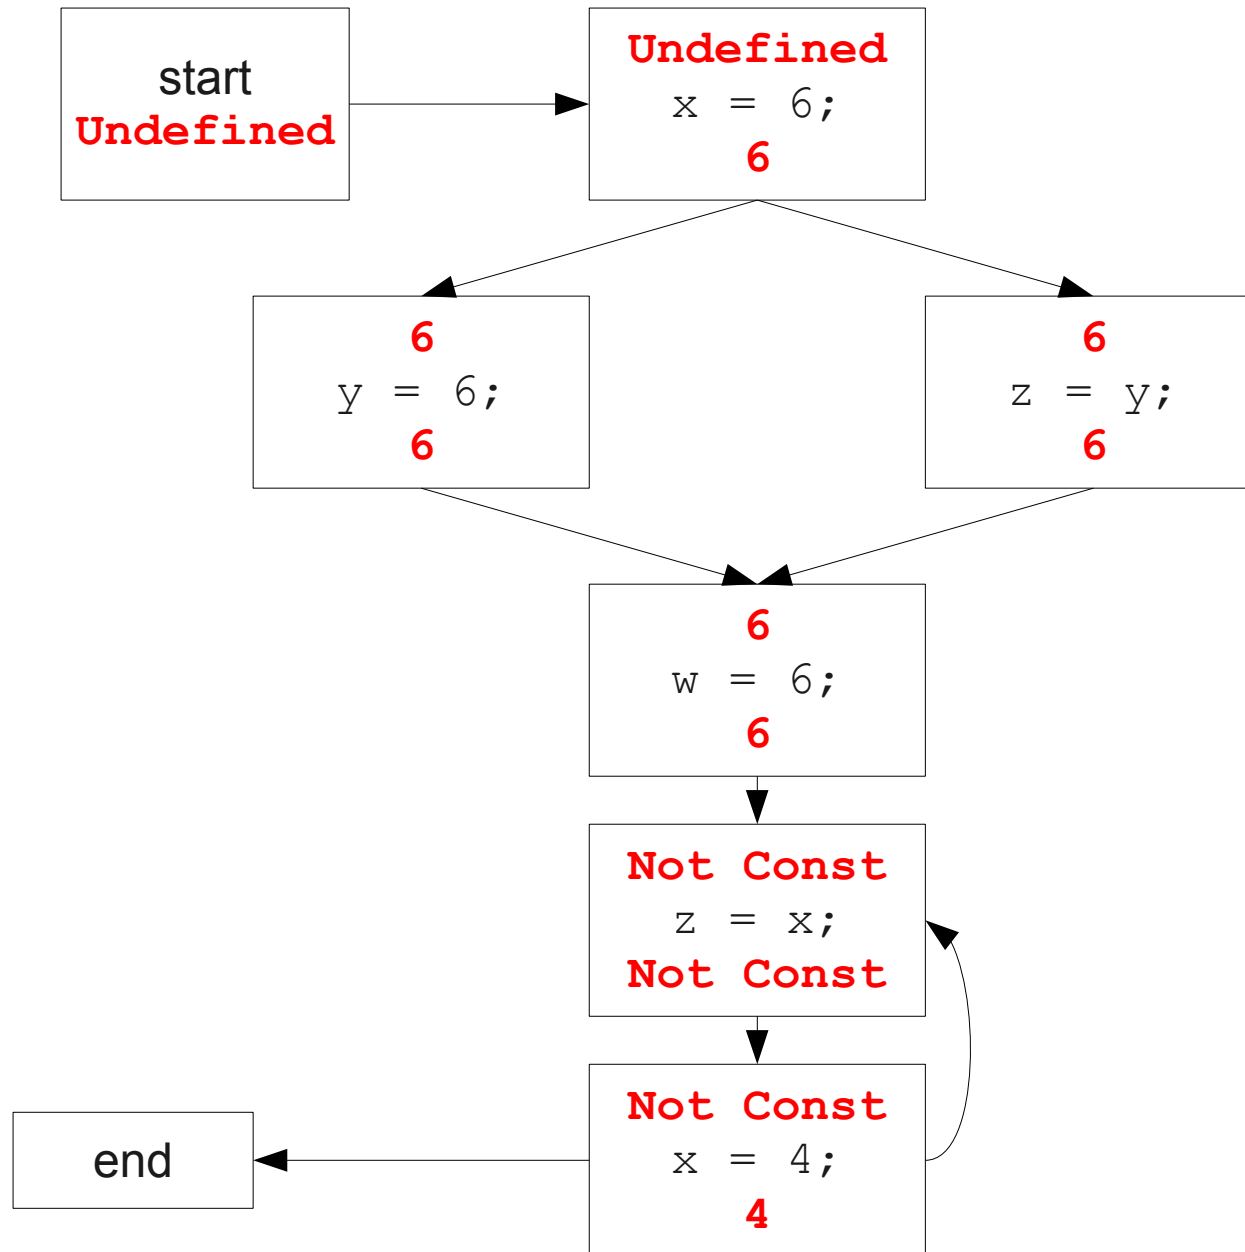 start
Undefined
Undefined
x = 6;
6
6
y = 6;
6
6
z = y;
6
6
w = 6;
6
Not Const
z = x;
Not Const
Not Const
x = 4;
4
end